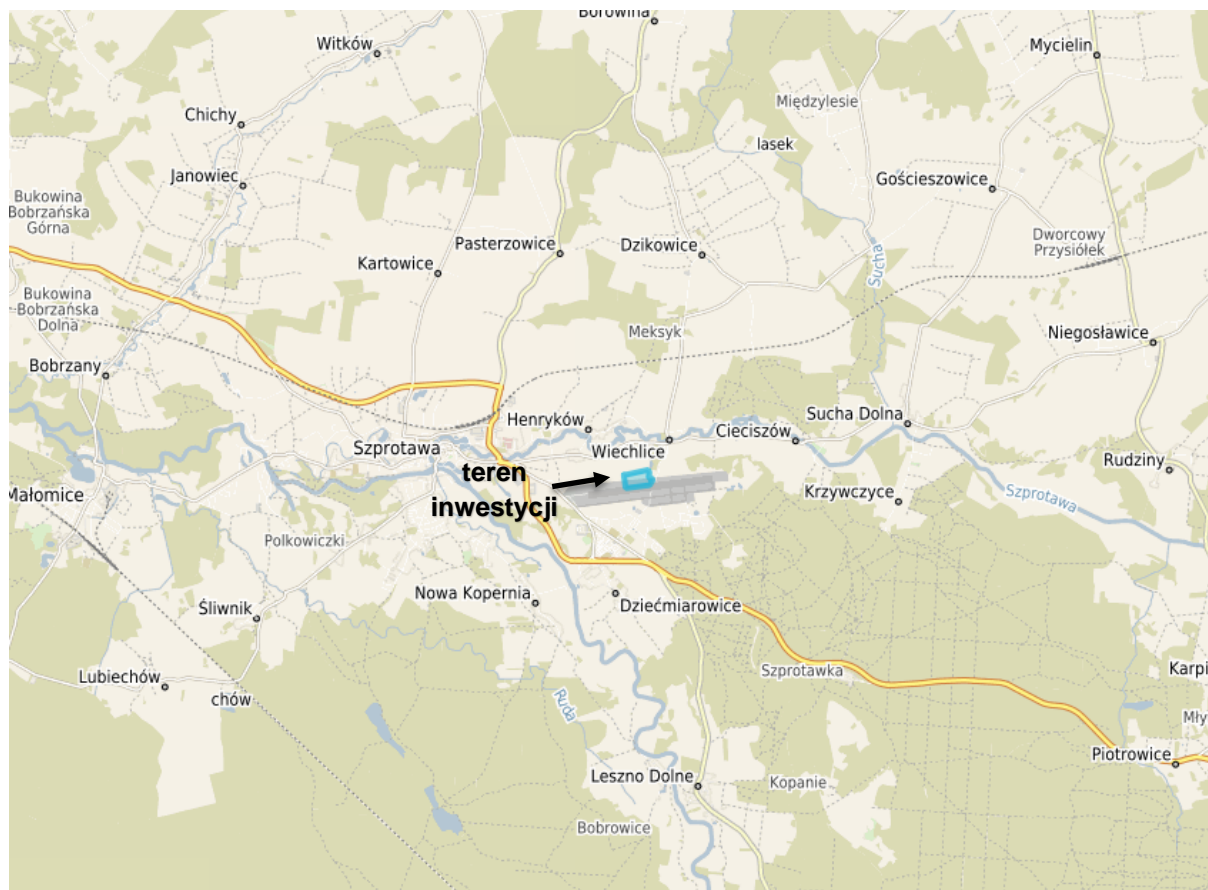 Borowina
Witków
Mycielin
Międzylesie
Chichy
lasek
Janowiec
Gościeszowice
Bukowina
Bobrzańska
Górna
Dworcowy
Przysiółek
Pasterzowice
Dzikowice
Sucha
Kartowice
Bukowina
Bobrzańska
Dolna
Meksyk
Niegosławice
Bobrzany
Sucha Dolna
Henryków
Cieciszów
Szprotawa
Wiechlice
Rudziny
teren
inwestycji
Małomice
Krzywczyce
Szprotawa
Polkowiczki
Nowa Kopernia
Dziećmiarowice
Śliwnik
Szprotawka
Karpi
Lubiechów
chów
Ruda
Mły
Piotrowice
Leszno Dolne
Kopanie
Bobrowice